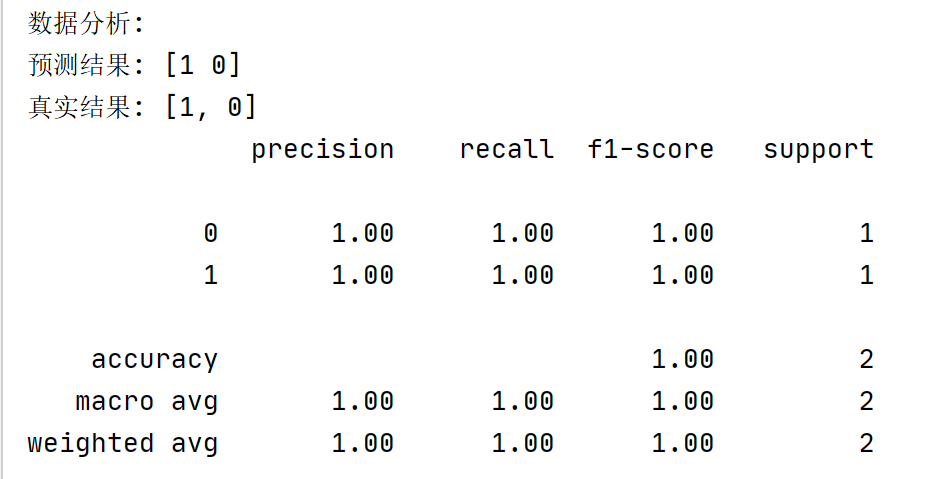 数据分析:
预测结果: [1 0]
真实结果: [1, 0]
precision    recall  f1-score   support
0       1.00      1.00      1.00         1
1       1.00      1.00      1.00         1
accuracy                           1.00         2
macro avg       1.00      1.00      1.00         2
weighted avg       1.00      1.00      1.00         2